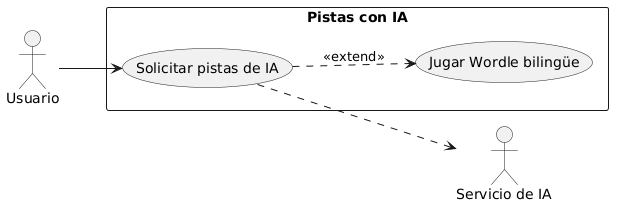 Pistas con IA
Usuario
Solicitar pistas de IA
«extend»
Jugar Wordle bilingüe
Servicio de IA